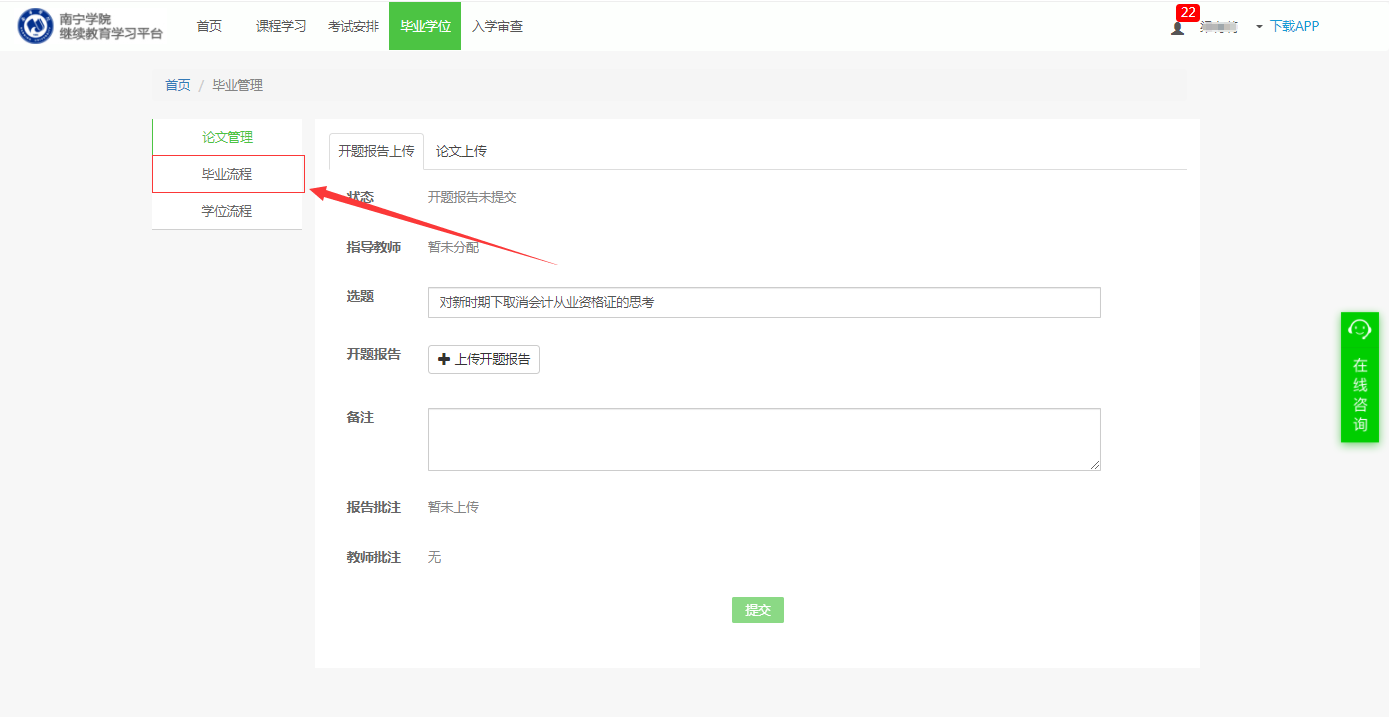 南宁学院
继续教育学习平台
首页
课程学习
考试安排
毕业学位
入学审查
22
下载APP
首页 / 毕业管理
论文管理
毕业流程
学位流程
开题报告上传
论文上传
状态
开题报告未提交
指导教师
暂未分配
选题
对新时期下取消会计从业资格证的思考
开题报告
上传开题报告
备注
报告批注
暂未上传
教师批注
无
提交
在线咨询